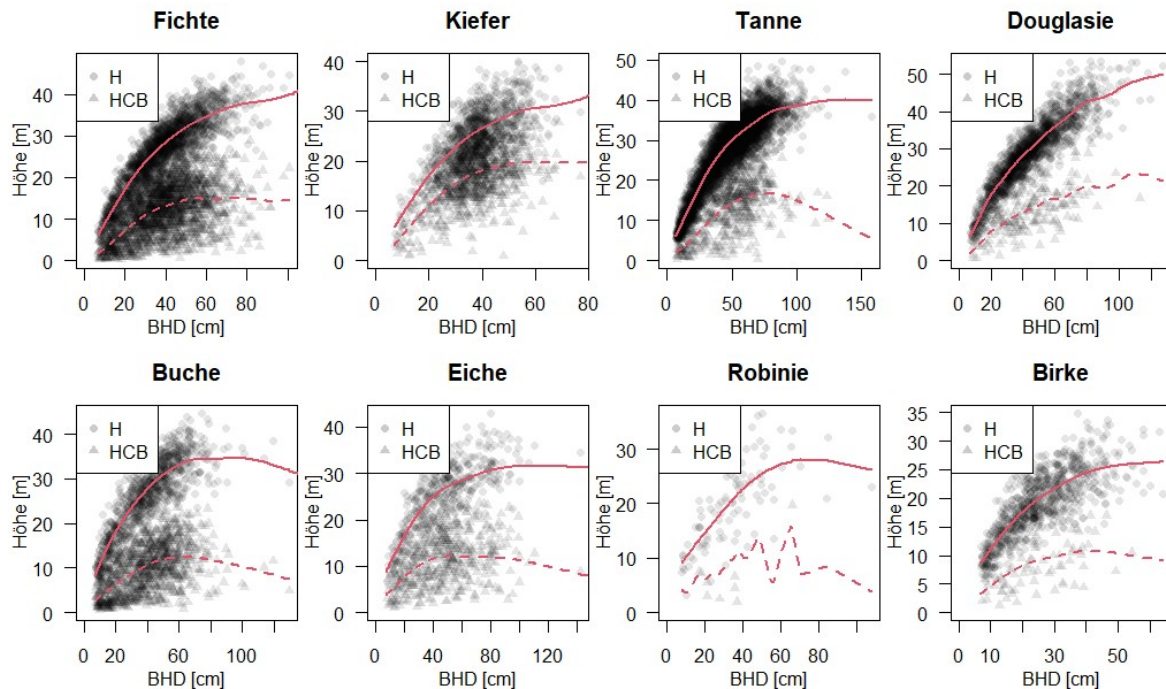 Fichte
H
HCB
Höhe [m]
0 10 20 30 40
0 20 40 60 80
BHD [cm]
Kiefer
H
HCB
Höhe [m]
0 10 20 30 40
0 20 40 60 80
BHD [cm]
Tanne
H
HCB
Höhe [m]
0 10 20 30 40 50
0 50 100 150
BHD [cm]
Douglasie
H
HCB
Höhe [m]
0 10 20 30 40 50
0 20 60 100
BHD [cm]
Buche
H
HCB
Höhe [m]
0 10 20 30 40
0 20 60 100
BHD [cm]
Eiche
H
HCB
Höhe [m]
0 10 20 30 40
0 40 80 120
BHD [cm]
Robinie
H
HCB
Höhe [m]
0 10 20 30
0 20 40 60 80
BHD [cm]
Birke
H
HCB
Höhe [m]
0 5 10 15 20 25 30 35
0 10 30 50
BHD [cm]